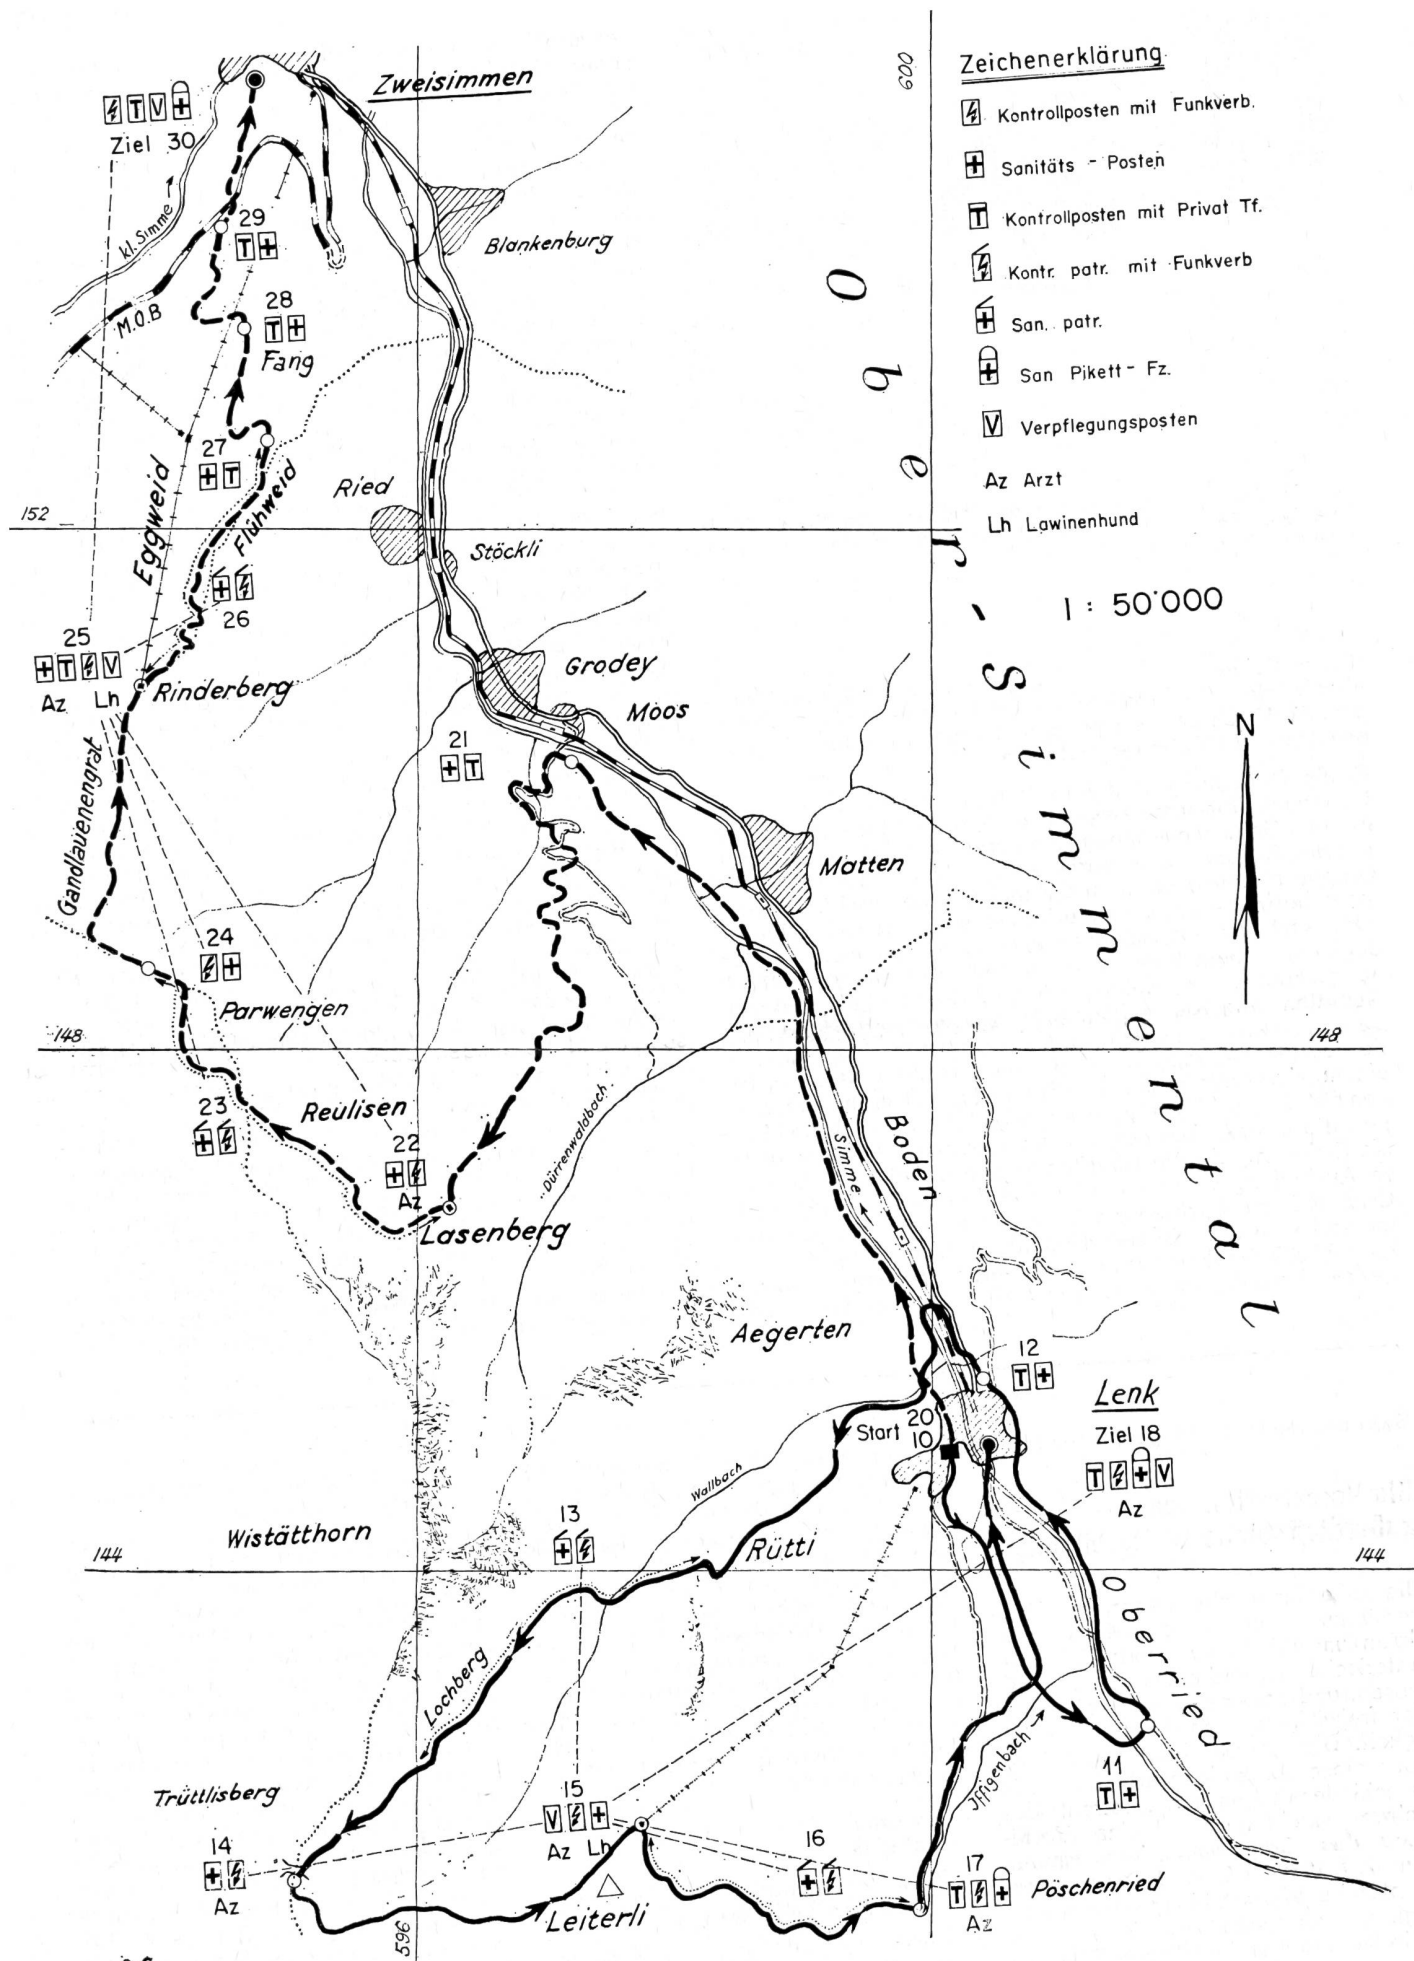 Zeichenerklärung
Kontrollposten mit Funkverb.
Sanitäts - Posten
T Kontrollposten mit Privat Tf.
Kontr. patr. mit Funkverb
San. patr.
San Pikett - Fz.
V Verpflegungsposten
Az Arzt
Lh Lawinenhund
1 : 50'000
N
600
Zweisimmen
T V
Ziel 30
kl. Simme
29
T
Blankenburg
M.O.B
28
T
Fang
27
T
Eggweid
Flühweid
Ried
152
Stöckli
26
25
T V
Az Lh
Rinderberg
Grodey
Moos
21
T
Gandlauenengrat
Matten
24
Parwengen
148
148
Ober-Simmental
23
Reulisen
22
Az
Lasenberg
Dürrenwaldbach
Simme
Boden
Aegerten
12
T
Lenk
Ziel 18
T V
Az
Start 20
10
Wallbach
Wistätthorn
13
Rütti
144
144
Oberried
Lochberg
Iffigenbach
11
T
Trüttlisberg
14
Az
15
V
Az Lh
16
17
T
Az
Pöschenried
Leiterli
596